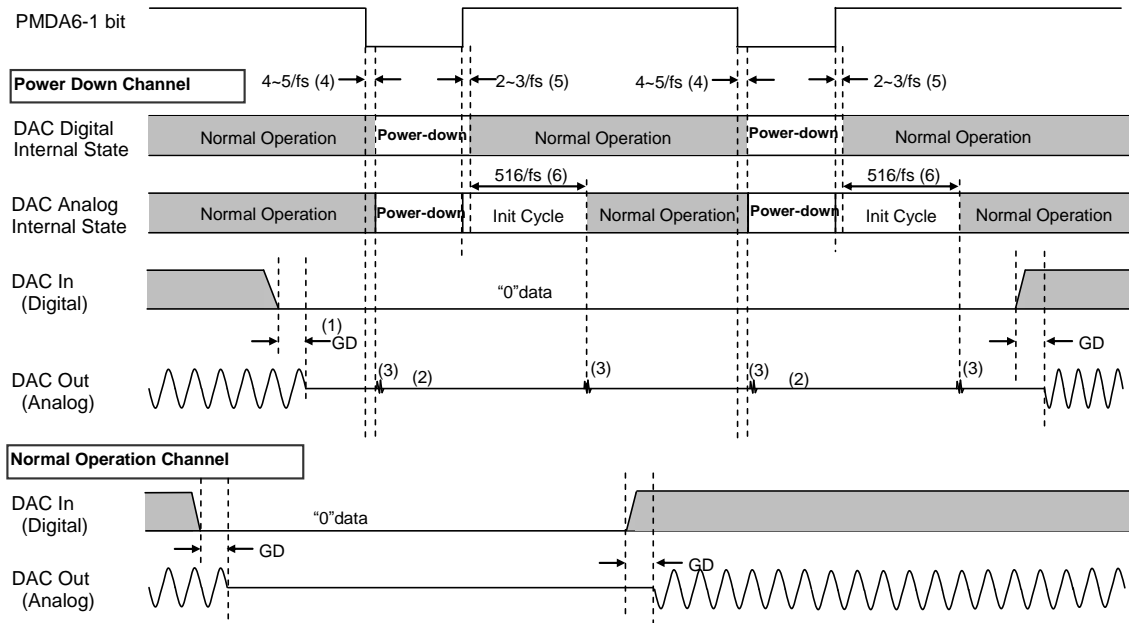 PMDA6-1 bit
4~5/fs (4)
2~3/fs (5)
4~5/fs (4)
2~3/fs (5)
Power Down Channel
DAC Digital
Internal State
Normal Operation
Power-down
Normal Operation
Power-down
Normal Operation
516/fs (6)
516/fs (6)
DAC Analog
Internal State
Normal Operation
Power-down
Init Cycle
Normal Operation
Power-down
Init Cycle
Normal Operation
DAC In
(Digital)
“0”data
(1)
GD
GD
DAC Out
(Analog)
(3)
(2)
(3)
(3)
(2)
(3)
Normal Operation Channel
DAC In
(Digital)
“0”data
GD
GD
DAC Out
(Analog)